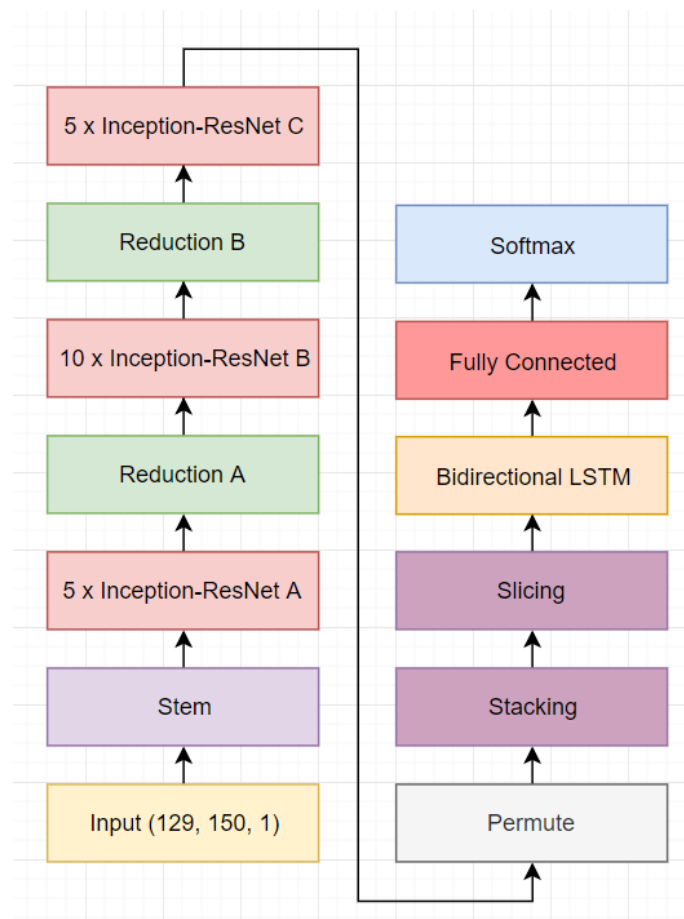 5 x Inception-ResNet C
Reduction B
10 x Inception-ResNet B
Reduction A
5 x Inception-ResNet A
Stem
Input (129, 150, 1)
Softmax
Fully Connected
Bidirectional LSTM
Slicing
Stacking
Permute